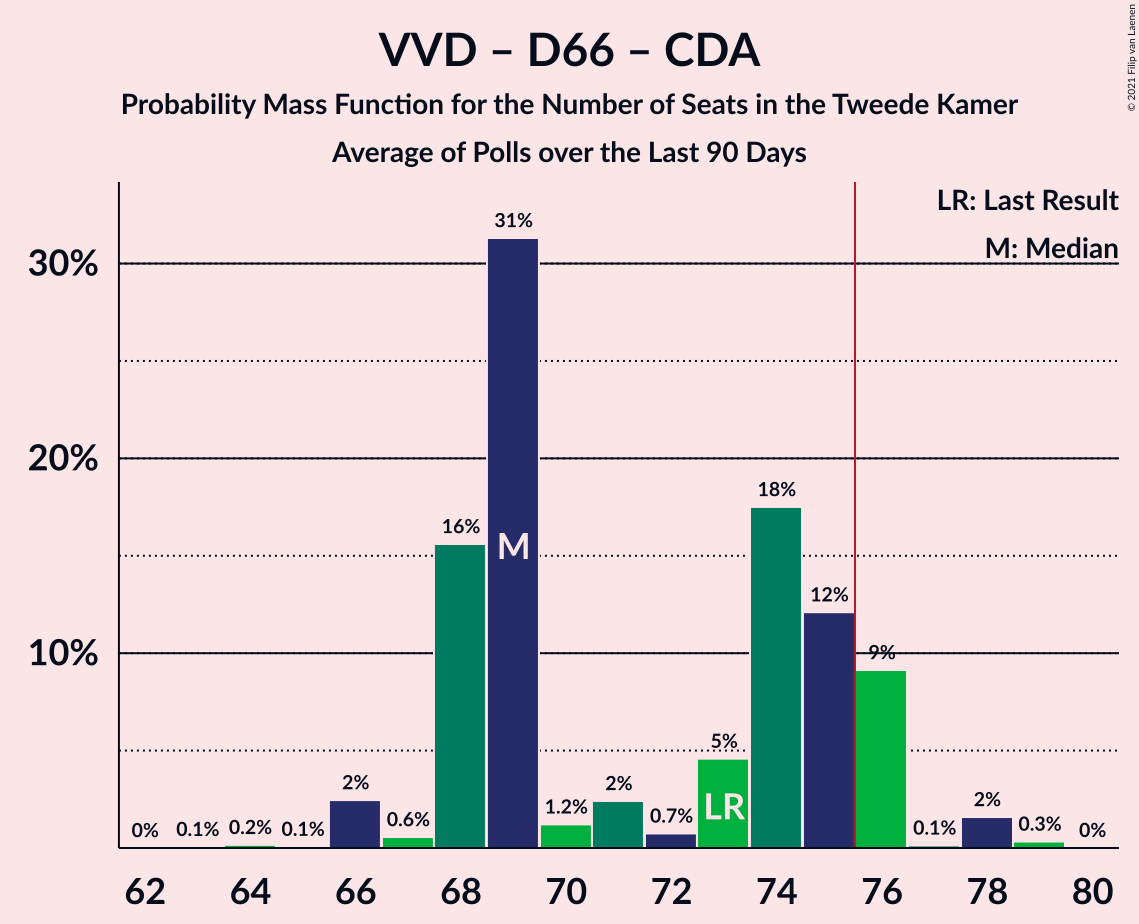 VVD – D66 – CDA
Probability Mass Function for the Number of Seats in the Tweede Kamer
Average of Polls over the Last 90 Days
© 2021 Filip van Laenen
LR: Last Result
M: Median
30%
20%
10%
0%
0.1%
0.2%
0.1%
2%
0.6%
16%
31%
1.2%
2%
0.7%
5%
18%
12%
9%
0.1%
2%
0.3%
0%
M
LR
62 64 66 68 70 72 74 76 78 80